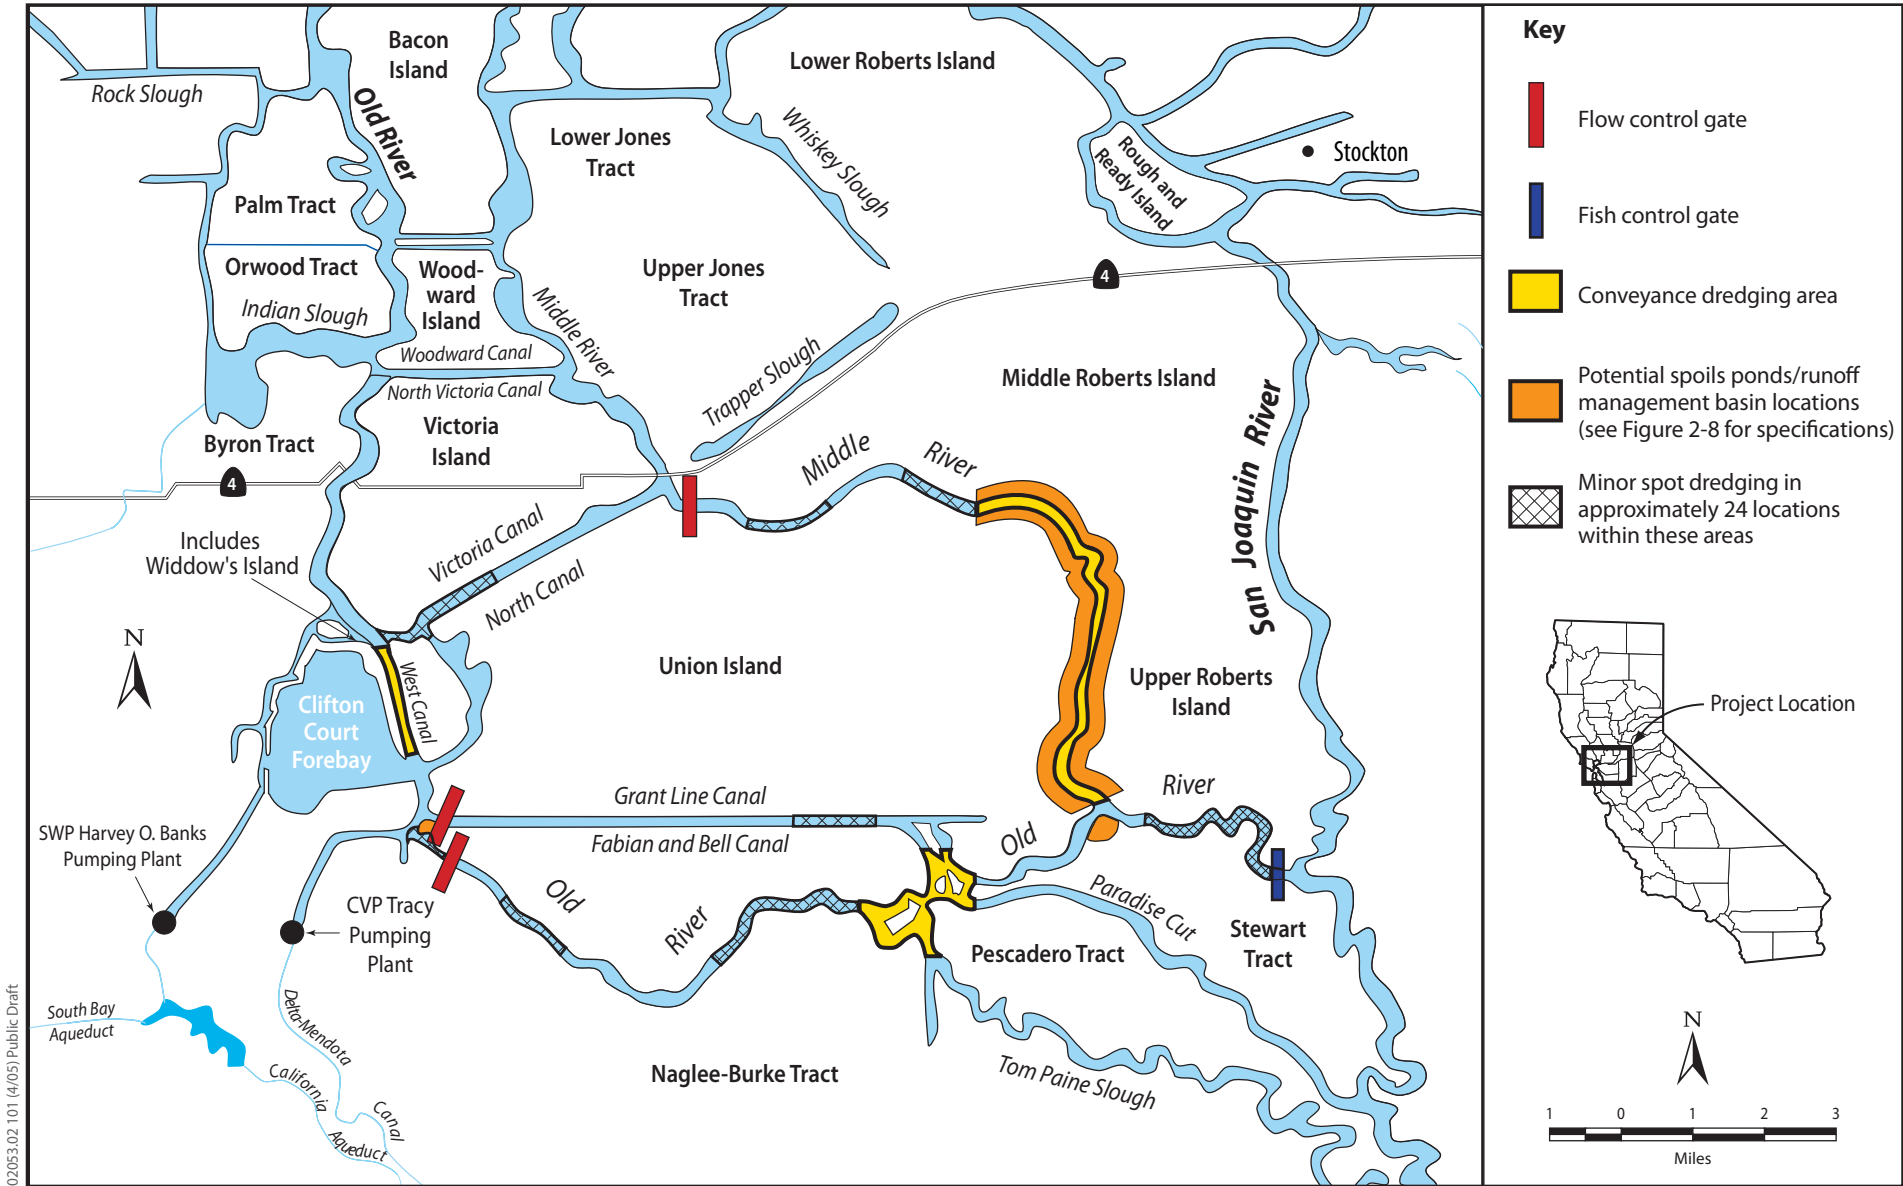 Bacon
Island
Lower Roberts Island
Rock Slough
Old River
Lower Jones
Tract
Whiskey Slough
Rough and
Ready Island
Stockton
Palm Tract
Orwood Tract
Wood-
ward
Island
Upper Jones
Tract
4
Indian Slough
Middle River
Woodward Canal
North Victoria Canal
Trapper Slough
Middle Roberts Island
Byron Tract
Victoria
Island
San Joaquin River
4
Middle River
Includes
Widdow's Island
Victoria Canal
North Canal
N
West Canal
Union Island
Upper Roberts
Island
Clifton
Court
Forebay
Grant Line Canal
Fabian and Bell Canal
Old River
SWP Harvey O. Banks
Pumping Plant
CVP Tracy
Pumping
Plant
Old River
Paradise Cut
Stewart
Tract
Pescadero Tract
South Bay
Aqueduct
Delta-Mendota
Canal
California
Aqueduct
Naglee-Burke Tract
Tom Paine Slough
02053.02 101 (4/05) Public Draft
Key
Flow control gate
Fish control gate
Conveyance dredging area
Potential spoils ponds/runoff
management basin locations
(see Figure 2-8 for specifications)
Minor spot dredging in
approximately 24 locations
within these areas
Project Location
N
1 0 1 2 3
Miles